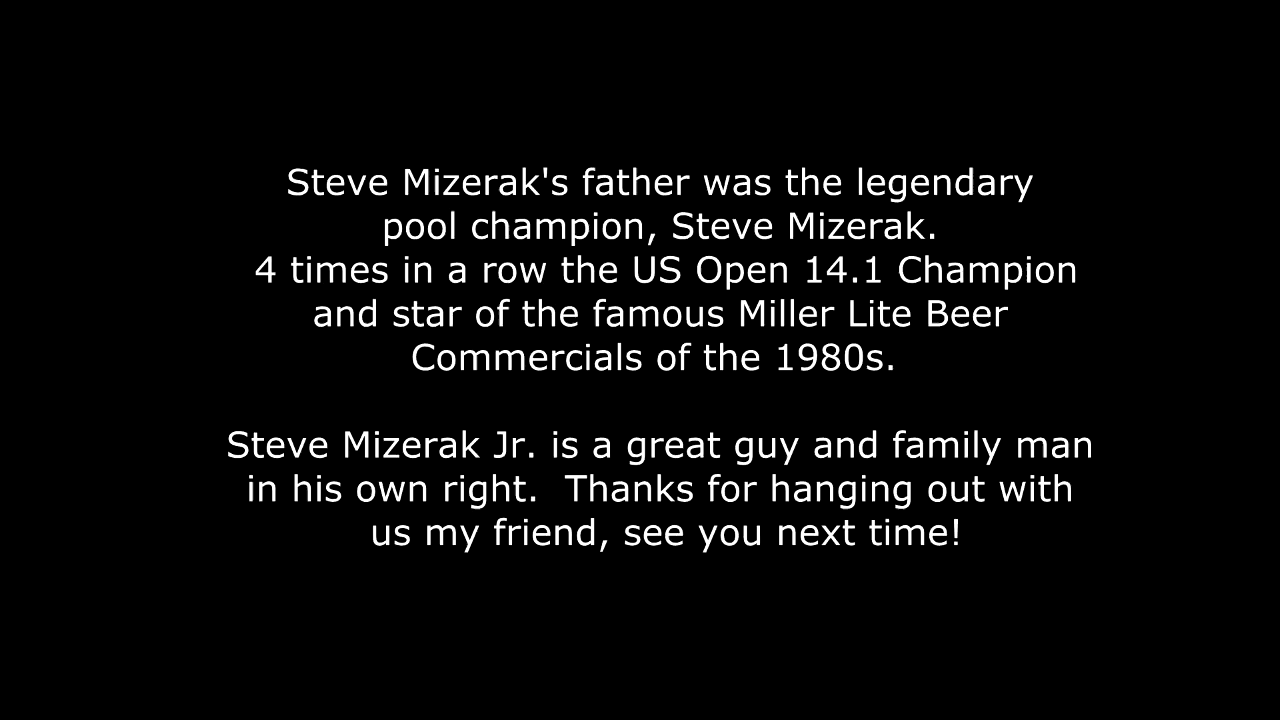 Steve Mizerak's father was the legendary
pool champion, Steve Mizerak.
4 times in a row the US Open 14.1 Champion
and star of the famous Miller Lite Beer
Commercials of the 1980s.
Steve Mizerak Jr. is a great guy and family man
in his own right.  Thanks for hanging out with
us my friend, see you next time!